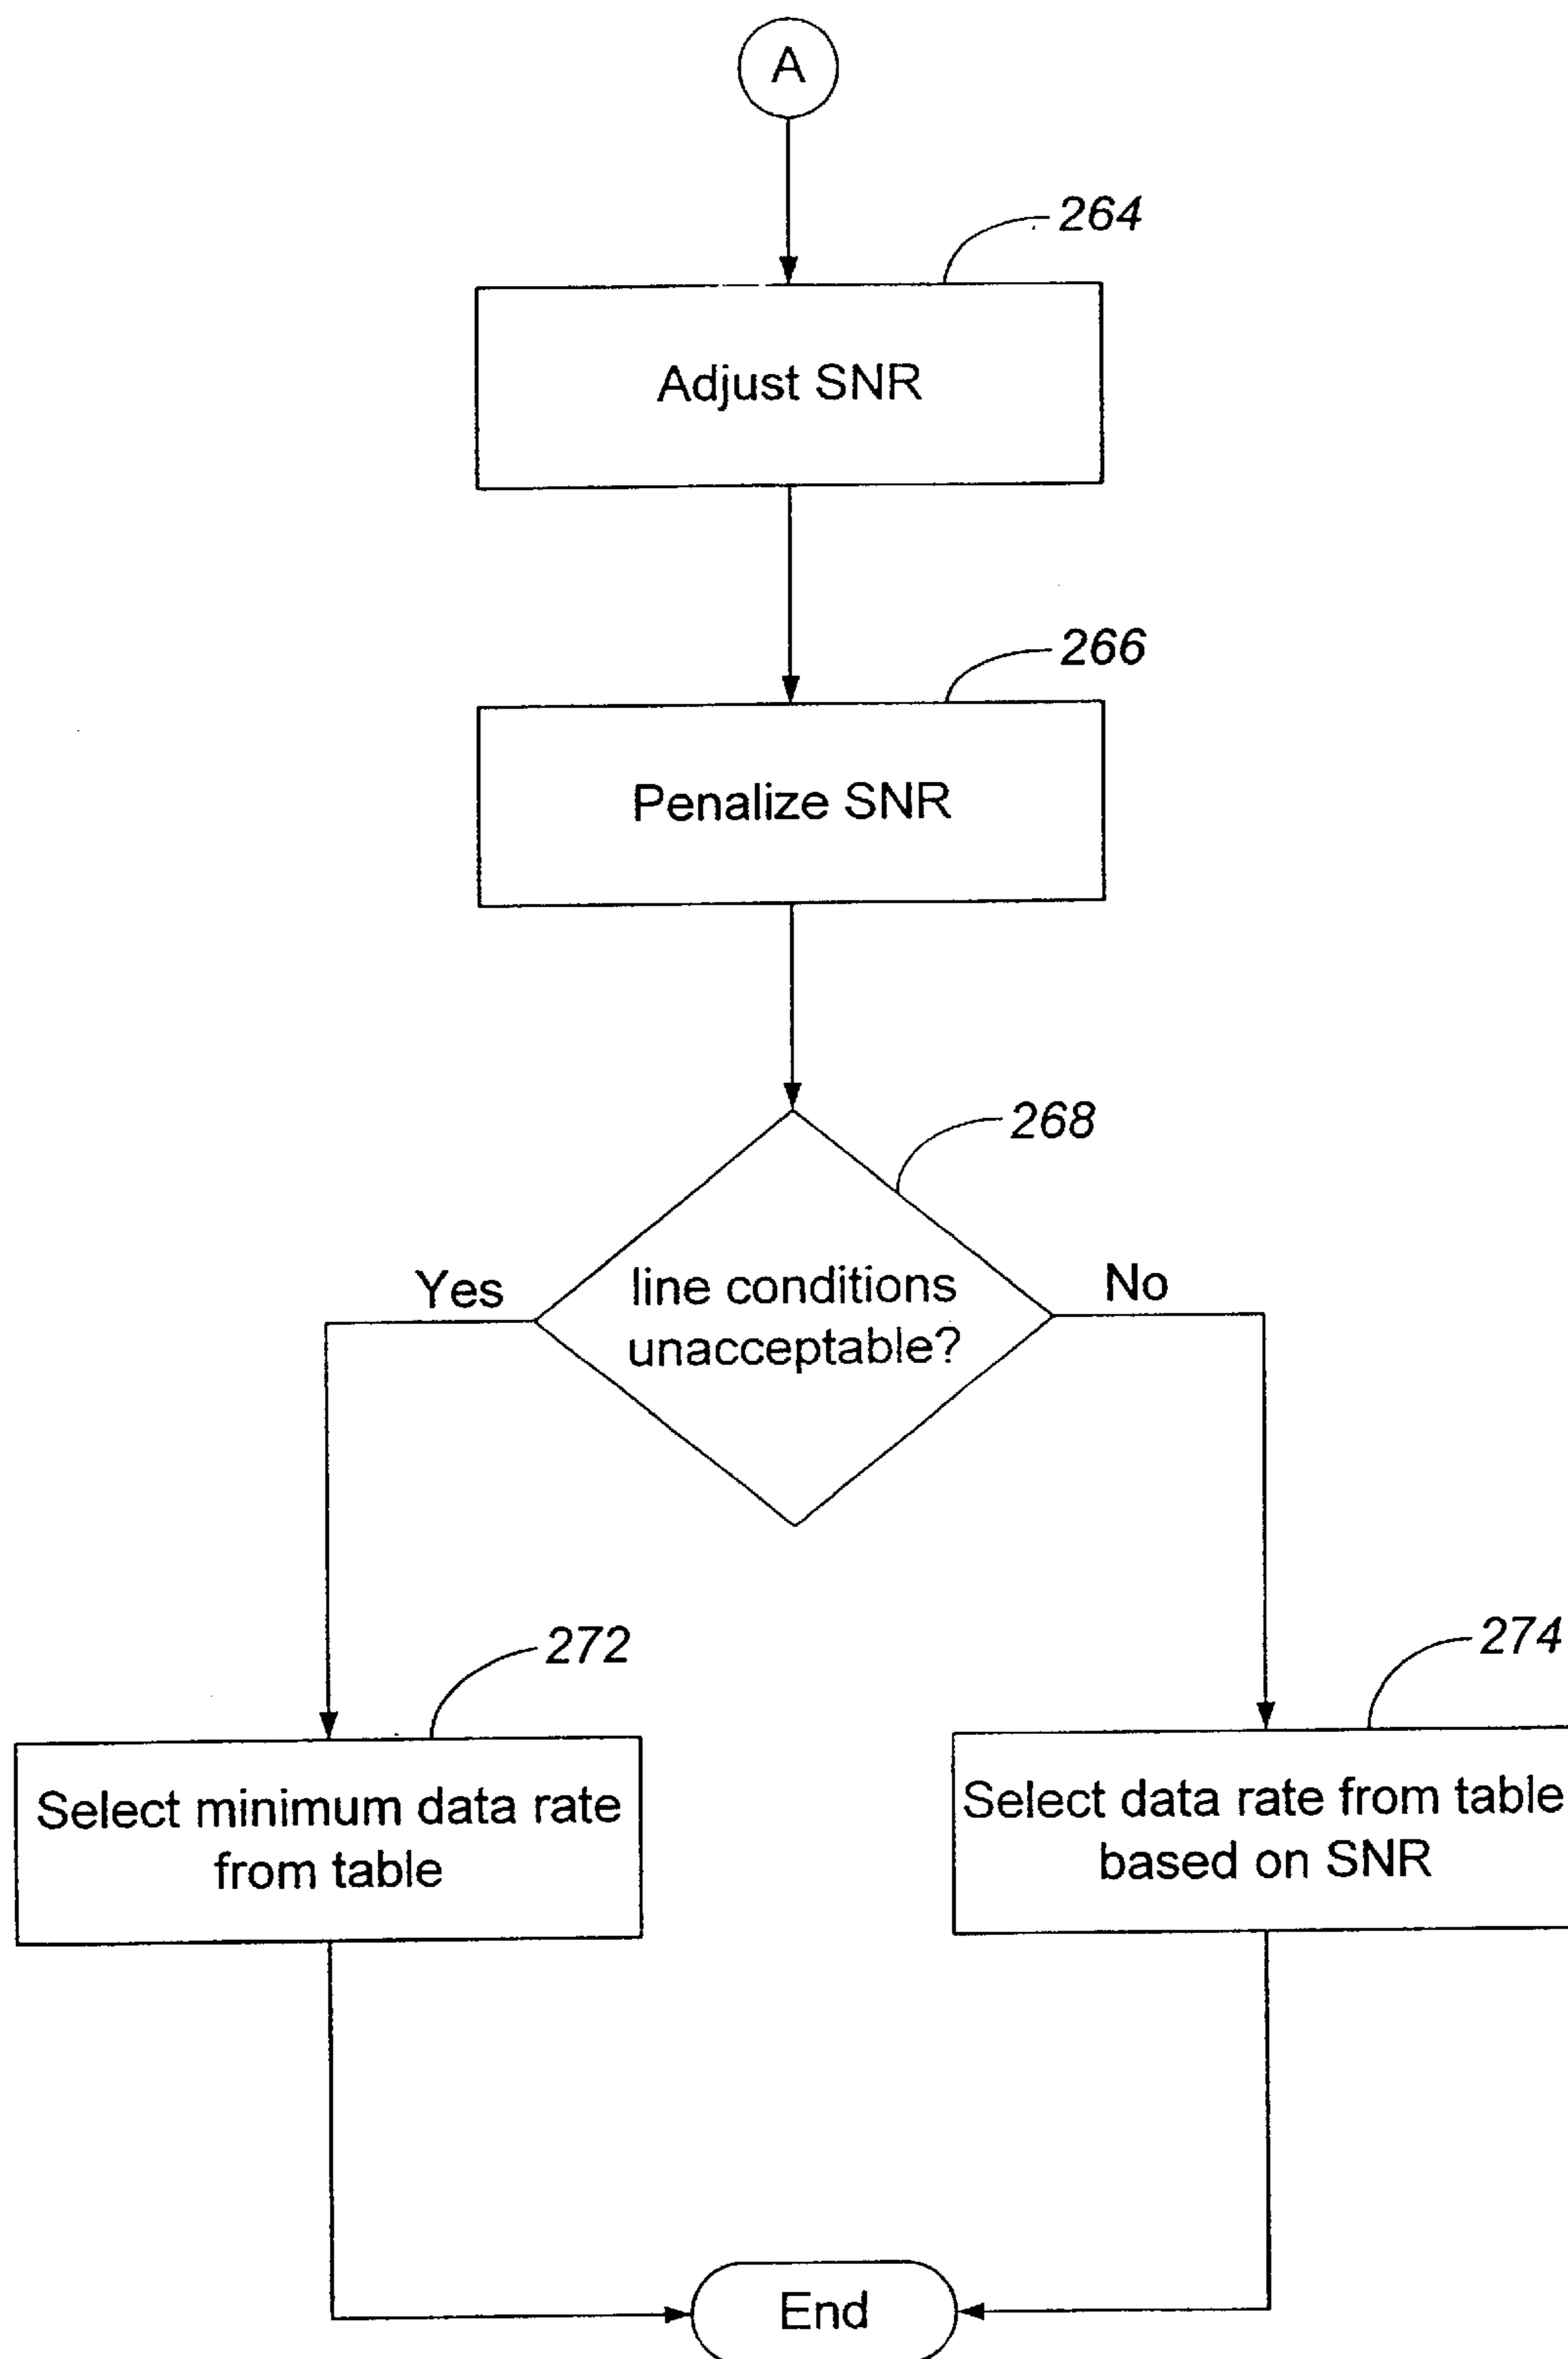 A
264
Adjust SNR
266
Penalize SNR
268
Yes
line conditions
unacceptable?
No
272
274
Select minimum data rate
from table
Select data rate from table
based on SNR
End